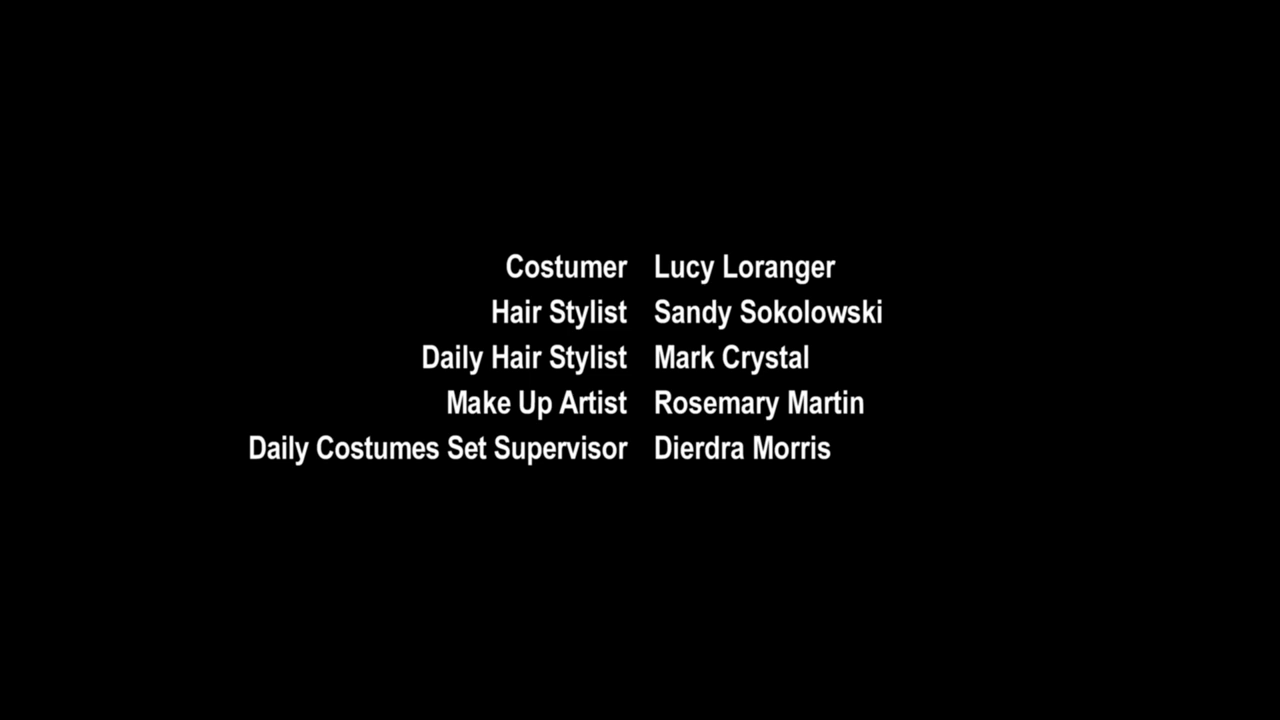 Costumer Lucy Loranger
Hair Stylist Sandy Sokolowski
Daily Hair Stylist Mark Crystal
Make Up Artist Rosemary Martin
Daily Costumes Set Supervisor Dierdra Morris